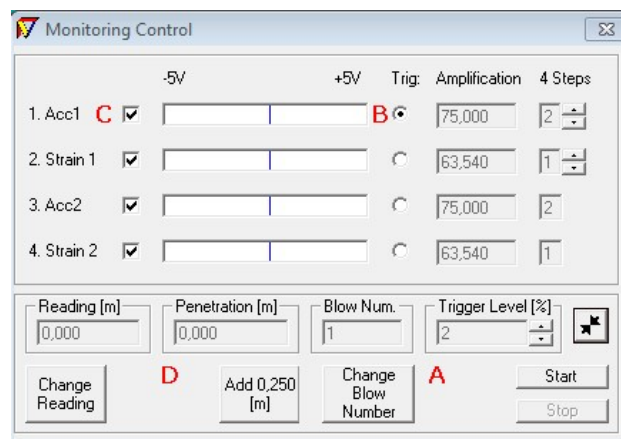 Monitoring Control
-5V +5V Trig: Amplification 4 Steps
1. Acc1 C B 75,000 2
2. Strain 1 63,540 1
3. Acc2 75,000 2
4. Strain 2 63,540 1
Reading [m] Penetration [m] Blow Num. Trigger Level [%]
0,000 0,000 1 2
Change Reading D Add 0,250 [m] Change Blow Number A Start
Stop